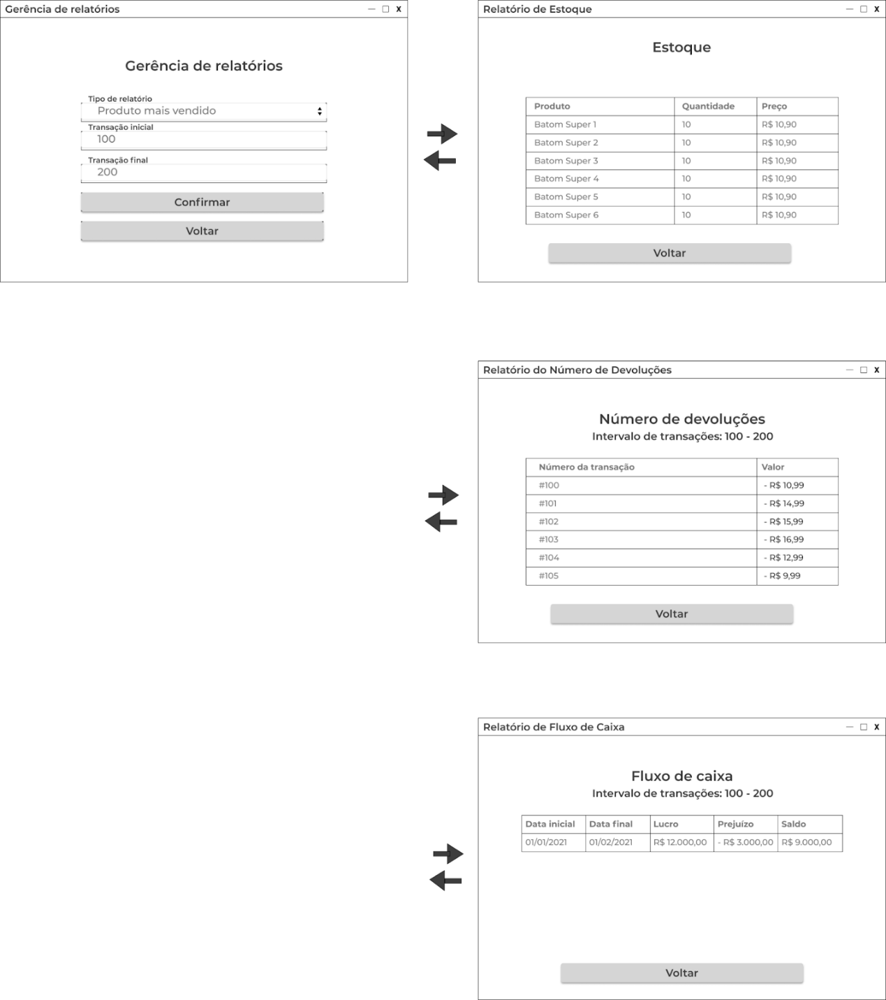 Gerência de relatórios
X
Gerência de relatórios
Tipo de relatório
Produto mais vendido
Transação inicial
100
Transação final
200
Confirmar
Voltar
Relatório de Estoque
X
Estoque
Produto Quantidade Preço
Batom Super 1 10 R$ 10,90
Batom Super 2 10 R$ 10,90
Batom Super 3 10 R$ 10,90
Batom Super 4 10 R$ 10,90
Batom Super 5 10 R$ 10,90
Batom Super 6 10 R$ 10,90
Voltar
Relatório do Número de Devoluções
X
Número de devoluções
Intervalo de transações: 100 - 200
Número da transação Valor
#100 - R$ 10,99
#101 - R$ 14,99
#102 - R$ 15,99
#103 - R$ 16,99
#104 - R$ 12,99
#105 - R$ 9,99
Voltar
Relatório de Fluxo de Caixa
X
Fluxo de caixa
Intervalo de transações: 100 - 200
Data inicial Data final Lucro Prejuízo Saldo
01/01/2021 01/02/2021 R$ 12.000,00 - R$ 3.000,00 R$ 9.000,00
Voltar